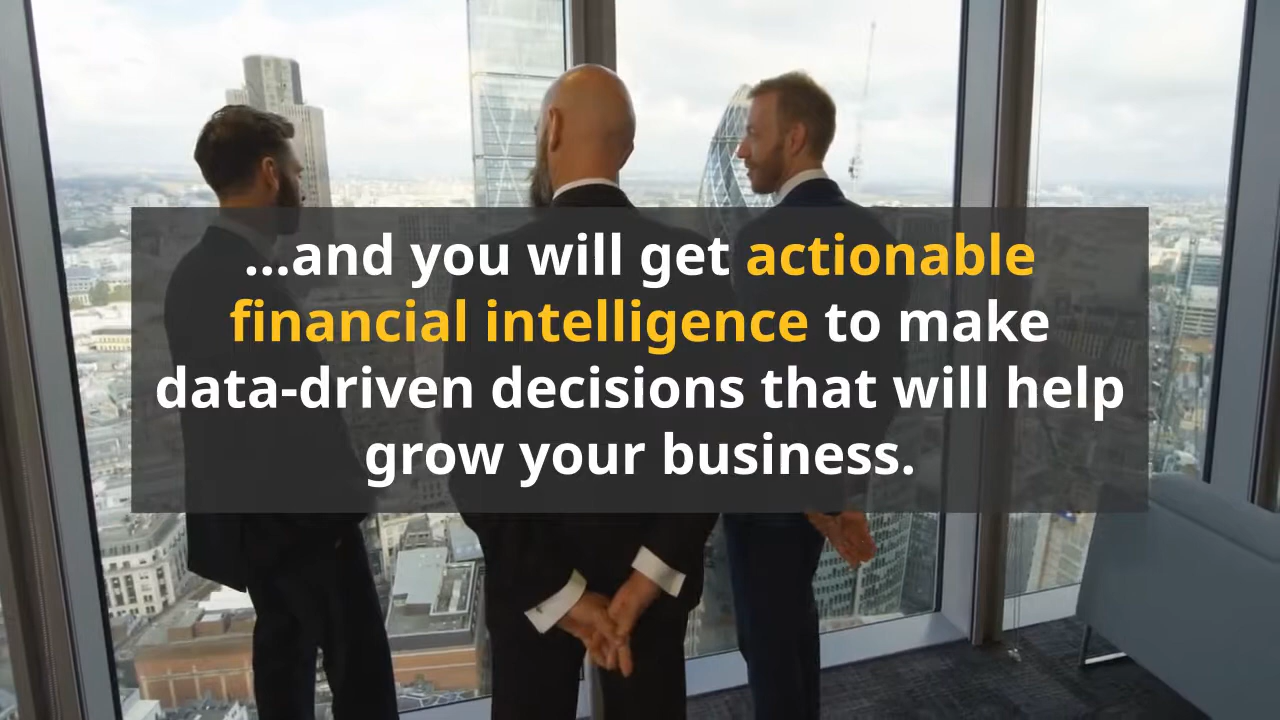 ...and you will get actionable
financial intelligence to make
data-driven decisions that will help
grow your business.